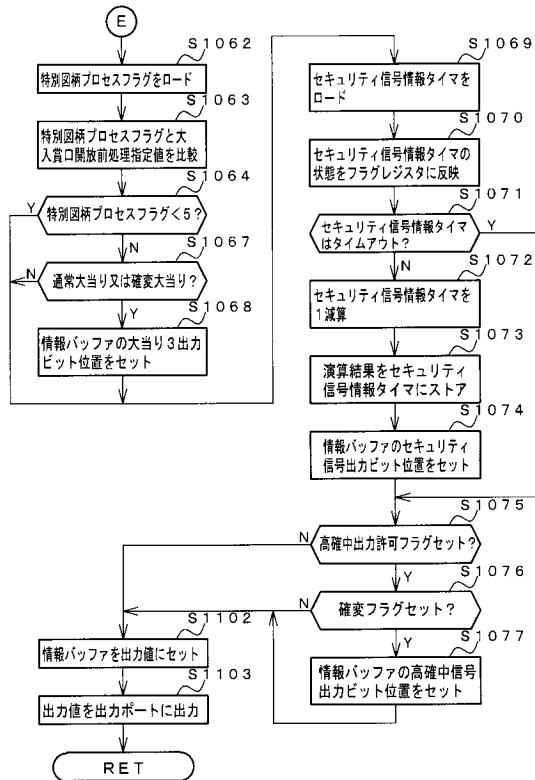 E
S1062
特別図柄プロセスフラグをロード
S1063
特別図柄プロセスフラグと大
入賞口開放前処理指定値を比較
S1064
Y
特別図柄プロセスフラグ<5?
N
S1067
N
通常大当り又は確変大当り?
Y
S1068
情報バッファの大当り3出力
ビット位置をセット
S1069
セキュリティ信号情報タイマを
ロード
S1070
セキュリティ信号情報タイマの
状態をフラグレジスタに反映
S1071
セキュリティ信号情報タイマ
はタイムアウト?
Y
N
S1072
セキュリティ信号情報タイマを
1減算
S1073
演算結果をセキュリティ
信号情報タイマにストア
S1074
情報バッファのセキュリティ
信号出力ビット位置をセット
S1075
N
高確中出力許可フラグセット?
Y
S1076
N
確変フラグセット?
Y
S1077
情報バッファの高確中信号
出力ビット位置をセット
S1102
情報バッファを出力値にセット
S1103
出力値を出力ポートに出力
RET